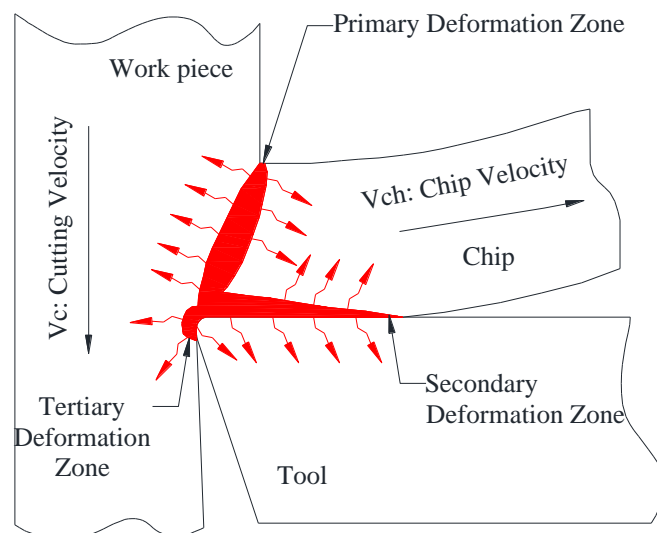 Primary Deformation Zone
Work piece
Vc: Cutting Velocity
Vch: Chip Velocity
Chip
Secondary
Deformation Zone
Tertiary
Deformation
Zone
Tool